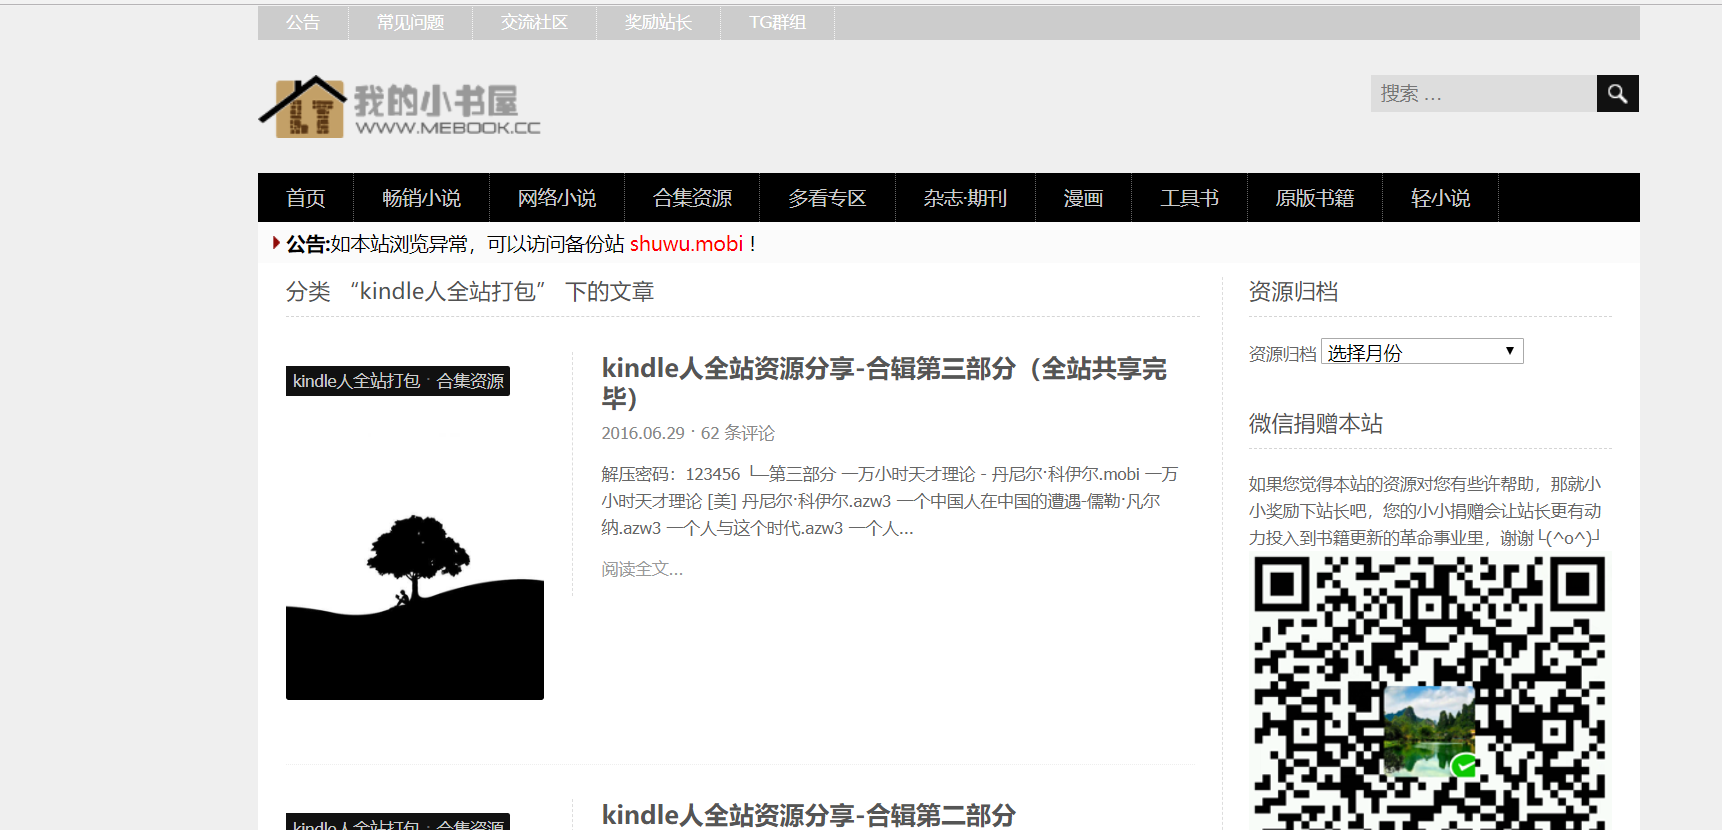 公告 常见问题 交流社区 奖励站长 TG群组
我的小书屋
WWW.MEBOOK.CC
搜索 …
首页 畅销小说 网络小说 合集资源 多看专区 杂志·期刊 漫画 工具书 原版书籍 轻小说
公告:如本站浏览异常，可以访问备份站 shuwu.mobi！
分类 “kindle人全站打包” 下的文章
kindle人全站打包 · 合集资源
kindle人全站资源分享-合辑第三部分（全站共享完
毕）
2016.06.29 · 62 条评论
解压密码：123456 └─第三部分 一万小时天才理论 - 丹尼尔·科伊尔.mobi 一万
小时天才理论 [美] 丹尼尔·科伊尔.azw3 一个中国人在中国的遭遇-儒勒·凡尔
纳.azw3 一个人与这个时代.azw3 一个人...
阅读全文...
kindle人全站打包 · 合集资源
kindle人全站资源分享-合辑第二部分
资源归档
资源归档 选择月份
微信捐赠本站
如果您觉得本站的资源对您有些许帮助，那就小
小奖励下站长吧，您的小小捐赠会让站长更有动
力投入到书籍更新的革命事业里，谢谢└(^o^)┘